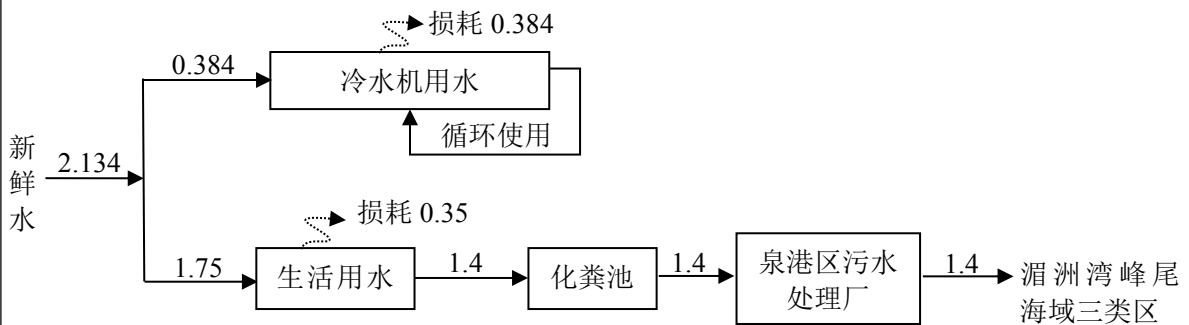 损耗 0.384
0.384
冷水机用水
循环使用
新鲜水
2.134
损耗 0.35
1.75
生活用水
1.4
化粪池
1.4
泉港区污水
处理厂
1.4
湄洲湾峰尾
海域三类区